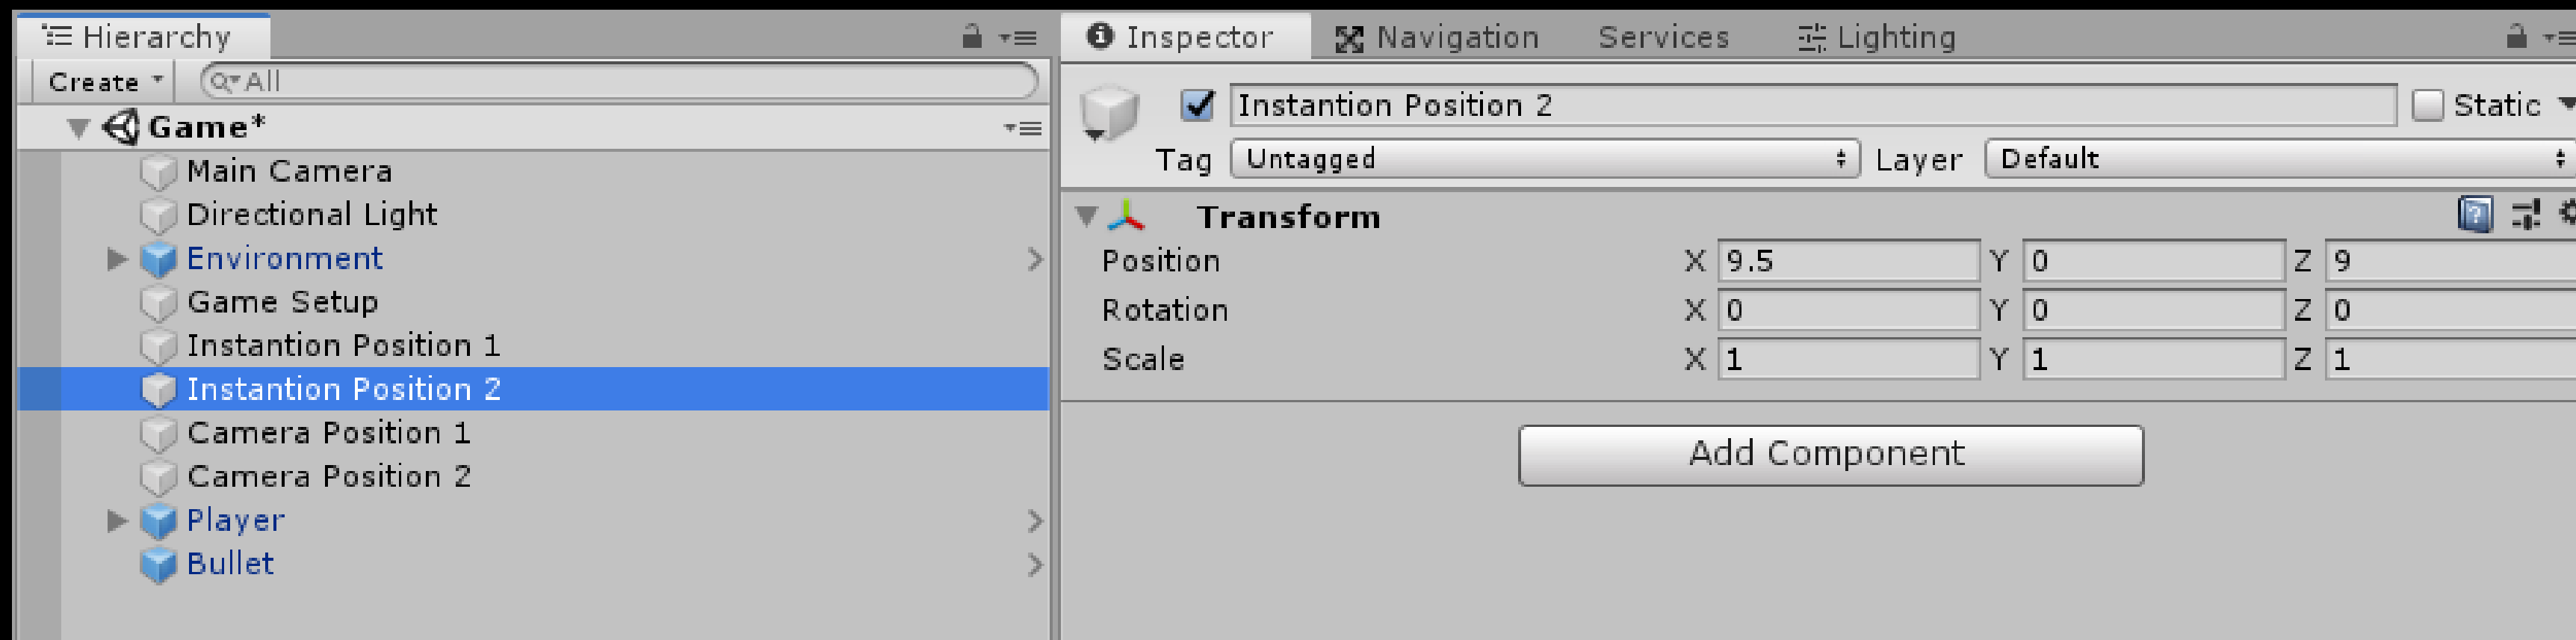 Hierarchy
Create
All
Game*
Main Camera
Directional Light
Environment
Game Setup
Instantion Position 1
Instantion Position 2
Camera Position 1
Camera Position 2
Player
Bullet
Inspector Navigation Services Lighting
Instantion Position 2 Static
Tag Untagged Layer Default
Transform
Position X 9.5 Y 0 Z 9
Rotation X 0 Y 0 Z 0
Scale X 1 Y 1 Z 1
Add Component